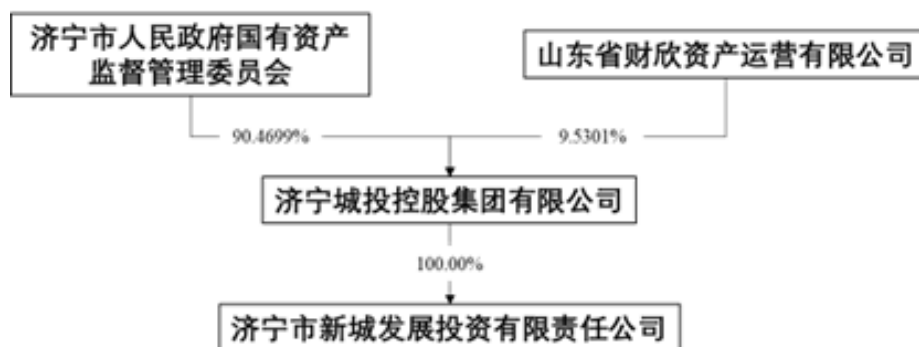 济宁市人民政府国有资产
监督管理委员会
山东省财欣资产运营有限公司
90.4699%
9.5301%
济宁城投控股集团有限公司
100.00%
济宁市新城发展投资有限责任公司